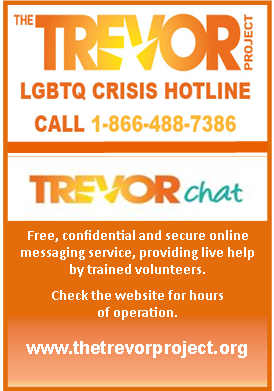 THE TREVOR PROJECT
LGBTQ CRISIS HOTLINE
CALL 1-866-488-7386
TREVOR chat
Free, confidential and secure online
messaging service, providing live help
by trained volunteers.
Check the website for hours
of operation.
www.thetrevorproject.org